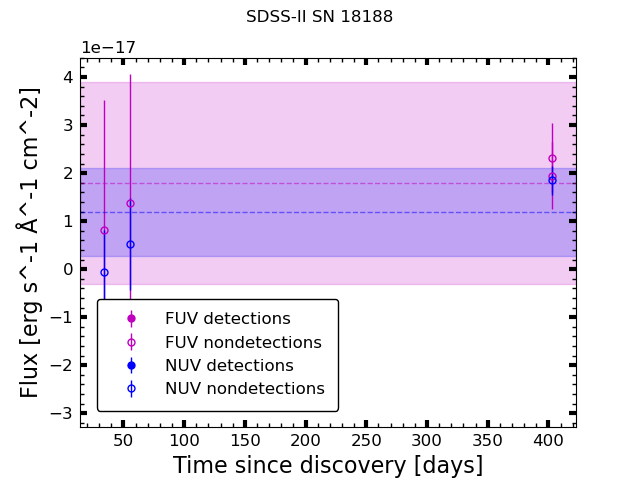 SDSS-II SN 18188
1e−17
4
3
2
1
0
−1
−2
−3
Flux [erg s^-1 Å^-1 cm^-2]
FUV detections
FUV nondetections
NUV detections
NUV nondetections
50 100 150 200 250 300 350 400
Time since discovery [days]